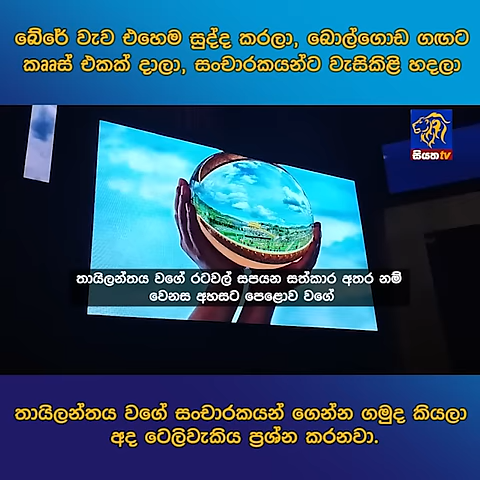 බේරේ වැව එහෙම සුද්ද කරලා, බොල්ගොඩ ගඟට
කෲස් එකක් දාලා, සංචාරකයන්ට වැසිකිළි හදලා
සියත tv
තායිලන්තය වගේ රටවල් සපයන සත්කාර අතර නම්
වෙනස අහසට පෙළොව වගේ
තායිලන්තය වගේ සංචාරකයන් ගෙන්න ගමුද කියලා
අද ටෙලිවැකිය ප්‍රශ්න කරනවා.